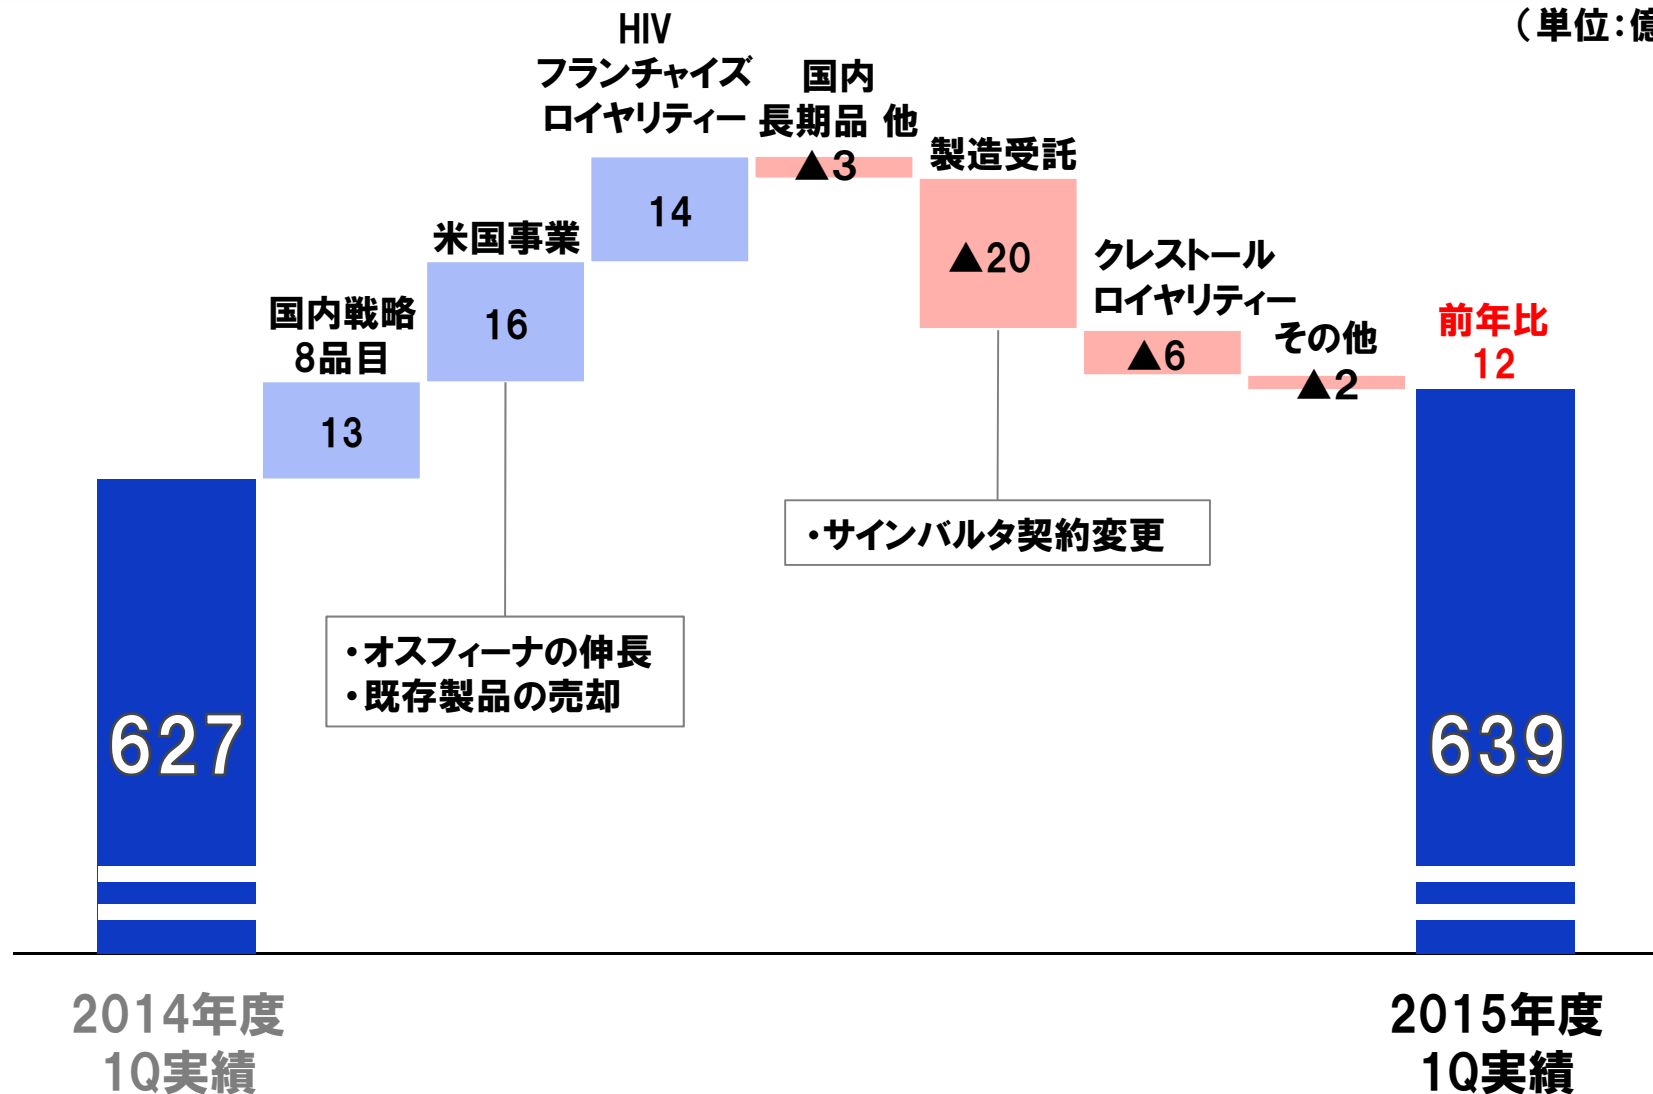 （単位：億
HIV
フランチャイズ
ロイヤリティー
国内
長期品 他
▲3
製造受託
14
米国事業
▲20
クレストール
ロイヤリティー
国内戦略
8品目
16
▲6
その他
▲2
前年比
12
13
・サインバルタ契約変更
・オスフィーナの伸長
・既存製品の売却
627
639
2014年度
1Q実績
2015年度
1Q実績